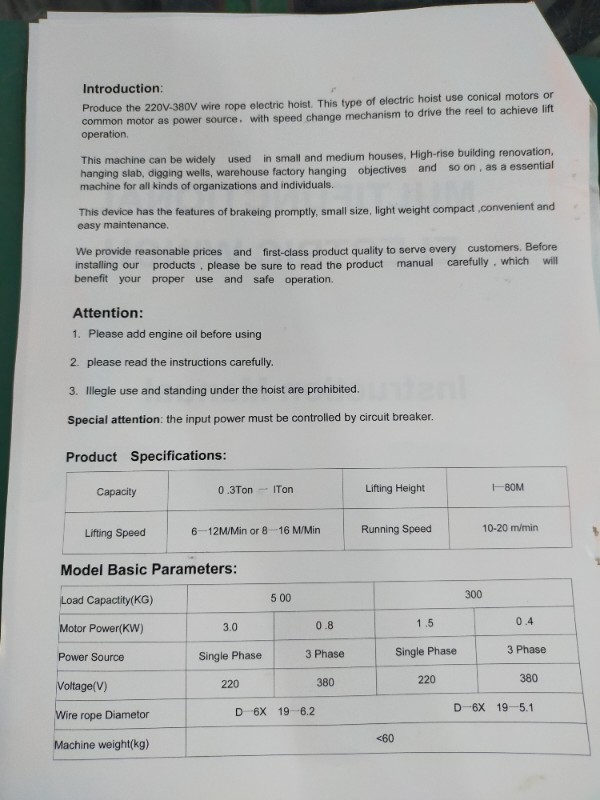 Introduction:
Produce the 220V-380V wire rope electric hoist. This type of electric hoist use conical motors or
common motor as power source, with speed change mechanism to drive the reel to achieve lift
operation.
This machine can be widely used in small and medium houses, High-rise building renovation,
hanging slab, digging wells, warehouse factory hanging objectives and so on , as a essential
machine for all kinds of organizations and individuals.
This device has the features of brakeing promptly, small size, light weight compact ,convenient and
easy maintenance.
We provide reasonable prices and first-class product quality to serve every customers. Before
installing our products , please be sure to read the product manual carefully , which will
benefit your proper use and safe operation.
Attention:
1. Please add engine oil before using
2. please read the instructions carefully.
3. Illegle use and standing under the hoist are prohibited.
Special attention: the input power must be controlled by circuit breaker.
Product Specifications:
Capacity 0 .3Ton — lTon Lifting Height 1—80M
Lifting Speed 6—12M/Min or 8—16 M/Min Running Speed 10-20 m/min
Model Basic Parameters:
Load Capactity(KG) 5 00 300
Motor Power(KW) 3.0 0 .8 1 .5 0 .4
Power Source Single Phase 3 Phase Single Phase 3 Phase
Voltage(V) 220 380 220 380
Wire rope Diametor D—6X 19—6.2 D—6X 19—5.1
Machine weight(kg) <60